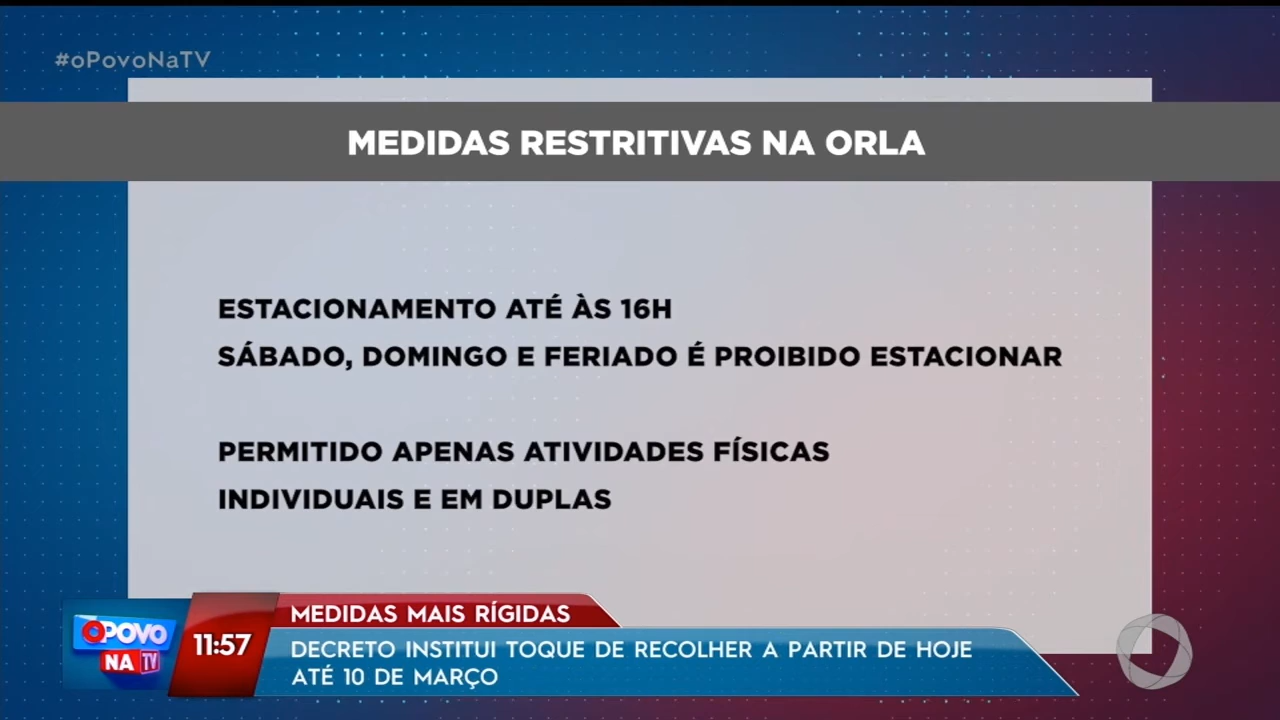 #oPovoNaTV
MEDIDAS RESTRITIVAS NA ORLA
ESTACIONAMENTO ATÉ ÀS 16H
SÁBADO, DOMINGO E FERIADO É PROIBIDO ESTACIONAR
PERMITIDO APENAS ATIVIDADES FÍSICAS
INDIVIDUAIS E EM DUPLAS
O POVO
NA TV
11:57
MEDIDAS MAIS RÍGIDAS
DECRETO INSTITUI TOQUE DE RECOLHER A PARTIR DE HOJE
ATÉ 10 DE MARÇO